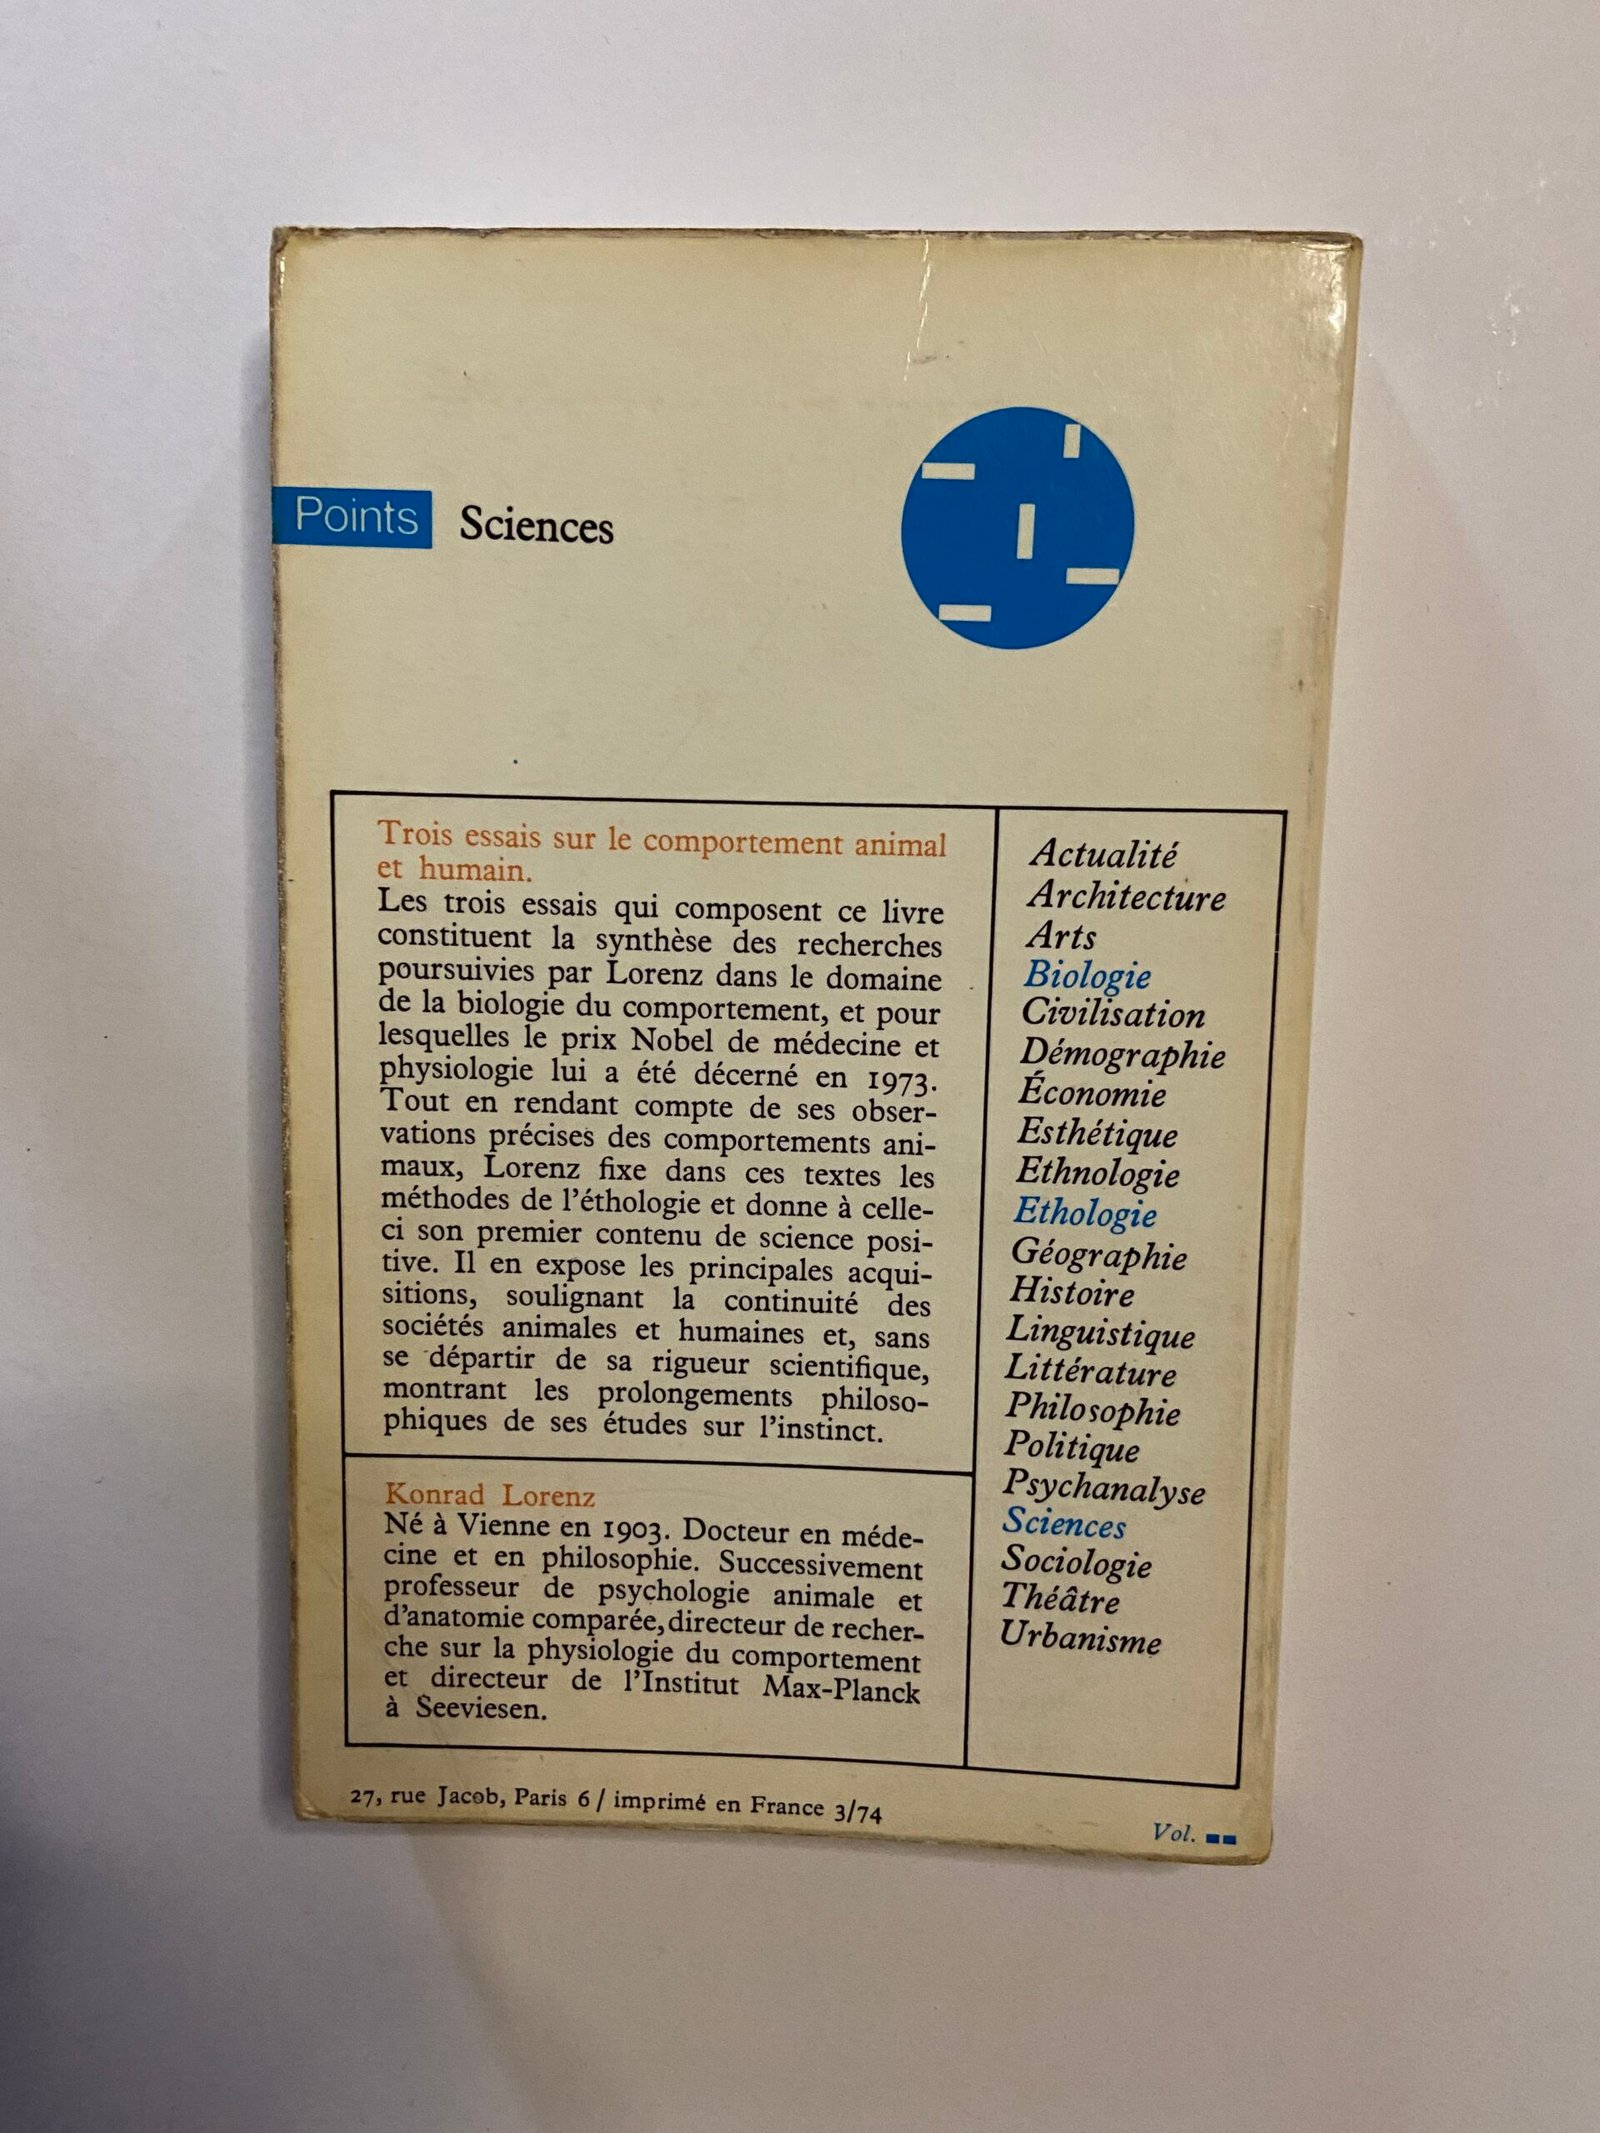 Points Sciences
Trois essais sur le comportement animal
et humain.
Les trois essais qui composent ce livre
constituent la synthèse des recherches
poursuivies par Lorenz dans le domaine
de la biologie du comportement, et pour
lesquelles le prix Nobel de médecine et
physiologie lui a été décerné en 1973.
Tout en rendant compte de ses obser-
vations précises des comportements ani-
maux, Lorenz fixe dans ces textes les
méthodes de l'éthologie et donne à celle-
ci son premier contenu de science posi-
tive. Il en expose les principales acqui-
sitions, soulignant la continuité des
sociétés animales et humaines et, sans
se départir de sa rigueur scientifique,
montrant les prolongements philoso-
phiques de ses études sur l'instinct.
Konrad Lorenz
Né à Vienne en 1903. Docteur en méde-
cine et en philosophie. Successivement
professeur de psychologie animale et
d'anatomie comparée, directeur de recher-
che sur la physiologie du comportement
et directeur de l'Institut Max-Planck
à Seeviesen.
Actualité
Architecture
Arts
Biologie
Civilisation
Démographie
Économie
Esthétique
Ethnologie
Ethologie
Géographie
Histoire
Linguistique
Littérature
Philosophie
Politique
Psychanalyse
Sciences
Sociologie
Théâtre
Urbanisme
27, rue Jacob, Paris 6 / imprimé en France 3/74
Vol.